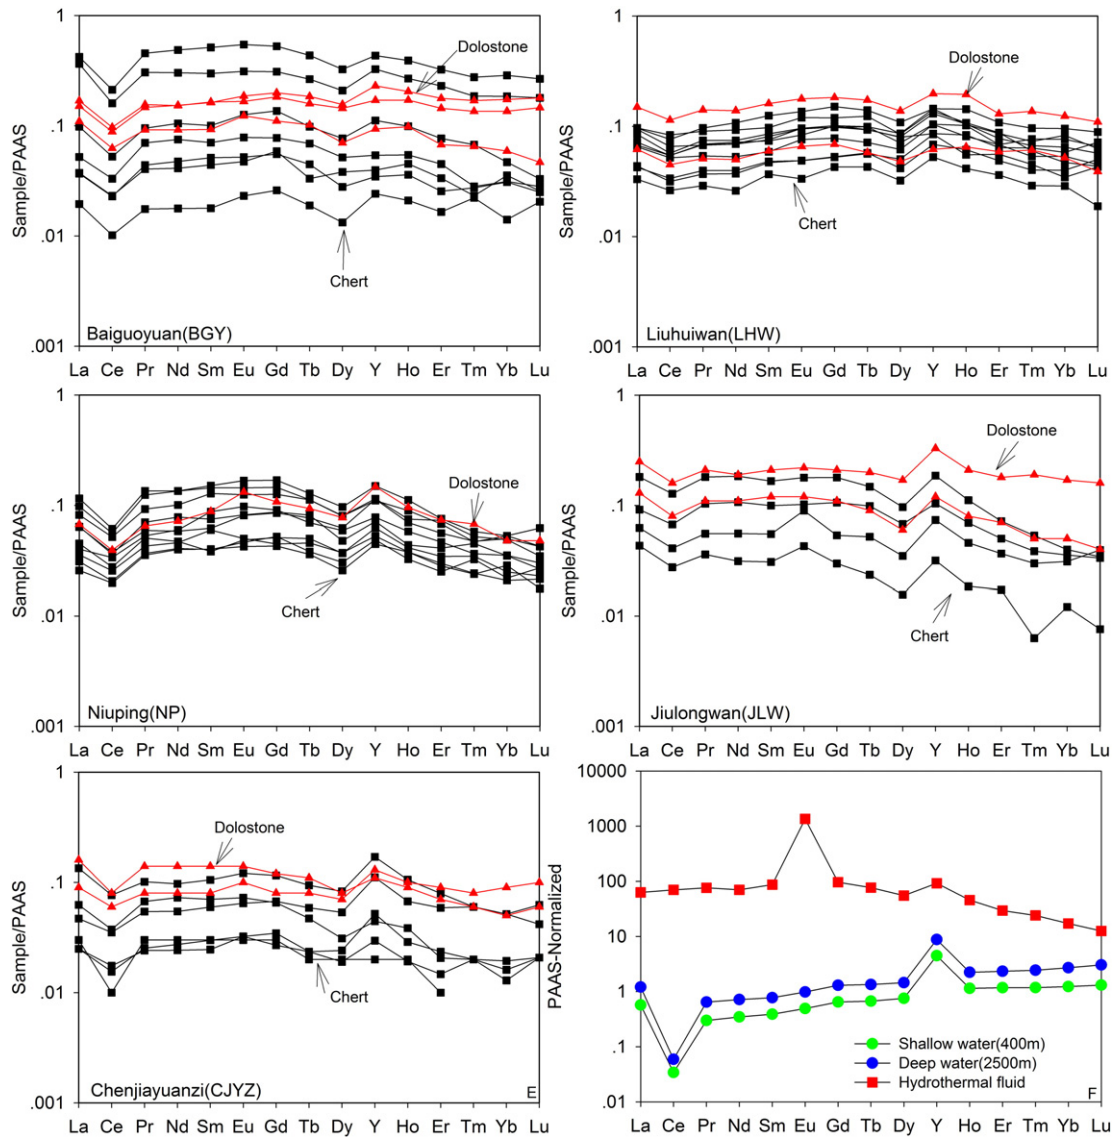 1
.1
.01
.001
Sample/PAAS
Dolostone
Chert
Baiguoyuan(BGY)
La Ce Pr Nd Sm Eu Gd Tb Dy Y Ho Er Tm Yb Lu
1
.1
.01
.001
Sample/PAAS
Dolostone
Chert
Liuhuiwan(LHW)
La Ce Pr Nd Sm Eu Gd Tb Dy Y Ho Er Tm Yb Lu
1
.1
.01
.001
Sample/PAAS
Dolostone
Chert
Niuping(NP)
La Ce Pr Nd Sm Eu Gd Tb Dy Y Ho Er Tm Yb Lu
1
.1
.01
.001
Sample/PAAS
Dolostone
Chert
Jiulongwan(JLW)
La Ce Pr Nd Sm Eu Gd Tb Dy Y Ho Er Tm Yb Lu
1
.1
.01
.001
Sample/PAAS
Dolostone
Chert
Chenjiayuanzi(CJYZ)
E
La Ce Pr Nd Sm Eu Gd Tb Dy Y Ho Er Tm Yb Lu
10000
1000
100
10
1
.1
.01
PAAS-Normalized
Shallow water(400m)
Deep water(2500m)
Hydrothermal fluid
F
La Ce Pr Nd Sm Eu Gd Tb Dy Y Ho Er Tm Yb Lu